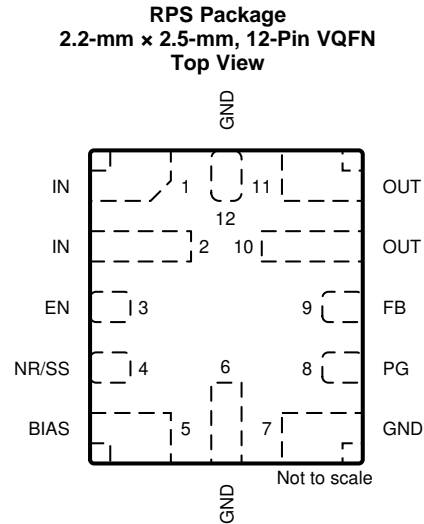 RPS Package
2.2-mm × 2.5-mm, 12-Pin VQFN
Top View
GND
IN 1 11 OUT
12
IN 2 10 OUT
EN 3 9 FB
NR/SS 4 6 8 PG
BIAS 5 7 GND
Not to scale
GND